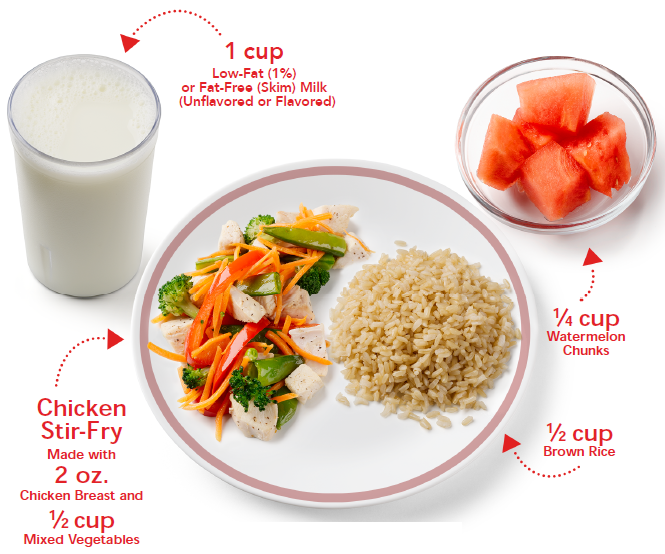 1 cup
Low-Fat (1%)
or Fat-Free (Skim) Milk
(Unflavored or Flavored)
¼ cup
Watermelon
Chunks
Chicken
Stir-Fry
Made with
2 oz.
Chicken Breast and
½ cup
Mixed Vegetables
½ cup
Brown Rice